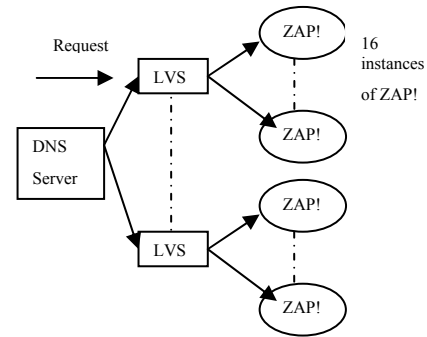 Request
ZAP!
16
instances
of ZAP!
LVS
ZAP!
DNS
Server
ZAP!
LVS
ZAP!